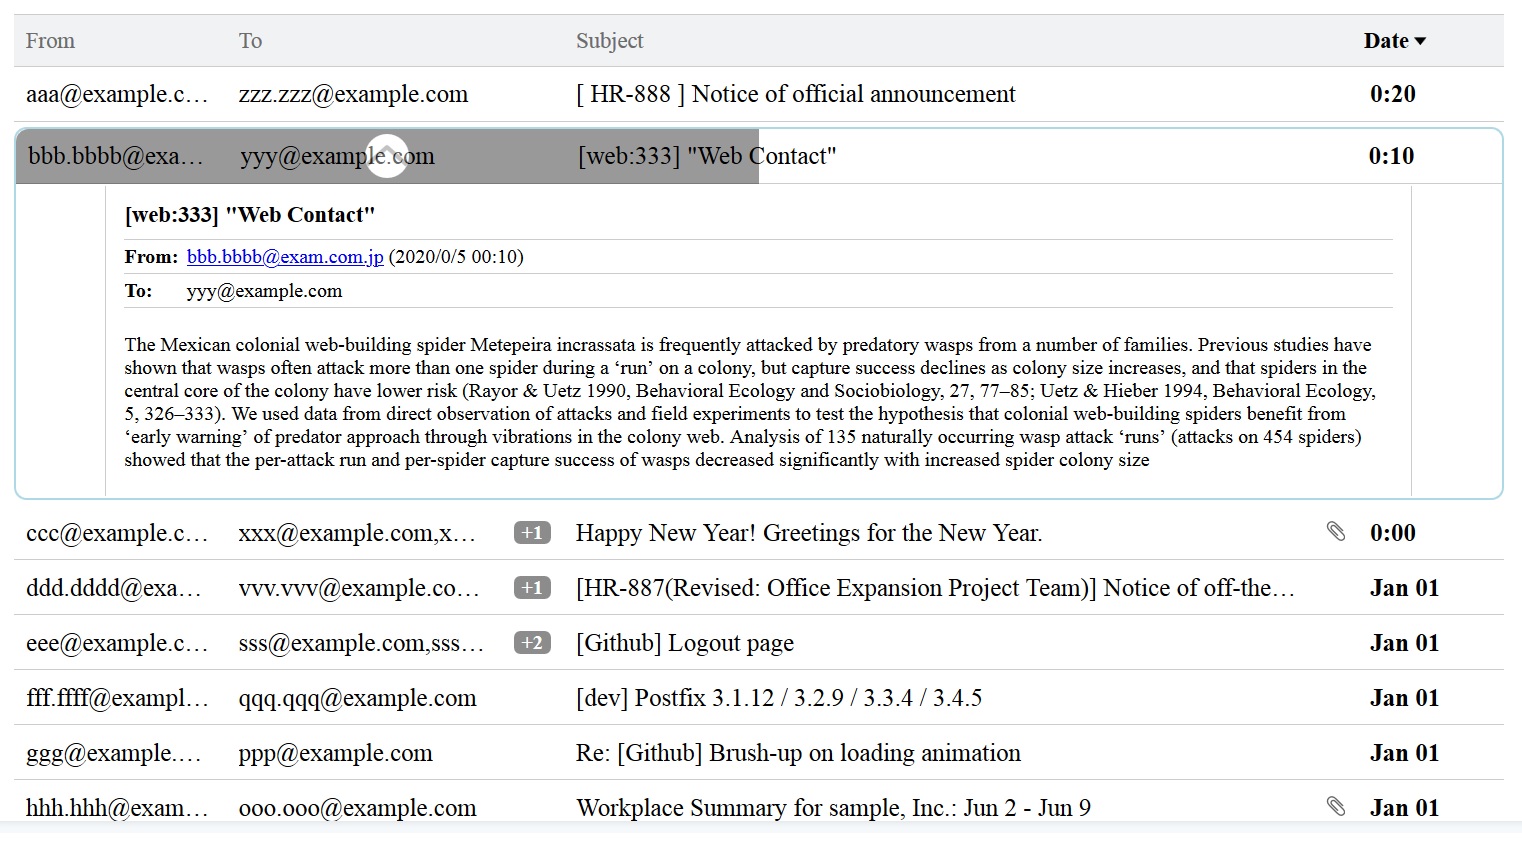 From To Subject Date
aaa@example.c... zzz.zzz@example.com [ HR-888 ] Notice of official announcement 0:20
bbb.bbbb@exa... yyy@example.com [web:333] "Web Contact" 0:10
[web:333] "Web Contact"
From: bbb.bbbb@exam.com.jp (2020/0/5 00:10)
To: yyy@example.com
The Mexican colonial web-building spider Metepeira incrassata is frequently attacked by predatory wasps from a number of families. Previous studies have
shown that wasps often attack more than one spider during a ‘run’ on a colony, but capture success declines as colony size increases, and that spiders in the
central core of the colony have lower risk (Rayor & Uetz 1990, Behavioral Ecology and Sociobiology, 27, 77–85; Uetz & Hieber 1994, Behavioral Ecology,
5, 326–333). We used data from direct observation of attacks and field experiments to test the hypothesis that colonial web-building spiders benefit from
‘early warning’ of predator approach through vibrations in the colony web. Analysis of 135 naturally occurring wasp attack ‘runs’ (attacks on 454 spiders)
showed that the per-attack run and per-spider capture success of wasps decreased significantly with increased spider colony size
ccc@example.c... xxx@example.com,x... +1 Happy New Year! Greetings for the New Year. 0:00
ddd.dddd@exa... vvv.vvv@example.co... +1 [HR-887(Revised: Office Expansion Project Team)] Notice of off-the... Jan 01
eee@example.c... sss@example.com,sss... +2 [Github] Logout page Jan 01
fff.ffff@exampl... qqq.qqq@example.com [dev] Postfix 3.1.12 / 3.2.9 / 3.3.4 / 3.4.5 Jan 01
ggg@example.... ppp@example.com Re: [Github] Brush-up on loading animation Jan 01
hhh.hhh@exam... ooo.ooo@example.com Workplace Summary for sample, Inc.: Jun 2 - Jun 9 Jan 01